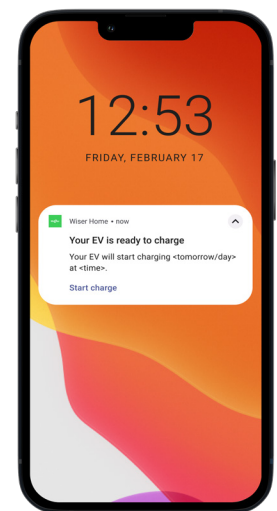 12:53
FRIDAY, FEBRUARY 17
Wiser Home • now
Your EV is ready to charge
Your EV will start charging <tomorrow/day>
at <time>.
Start charge